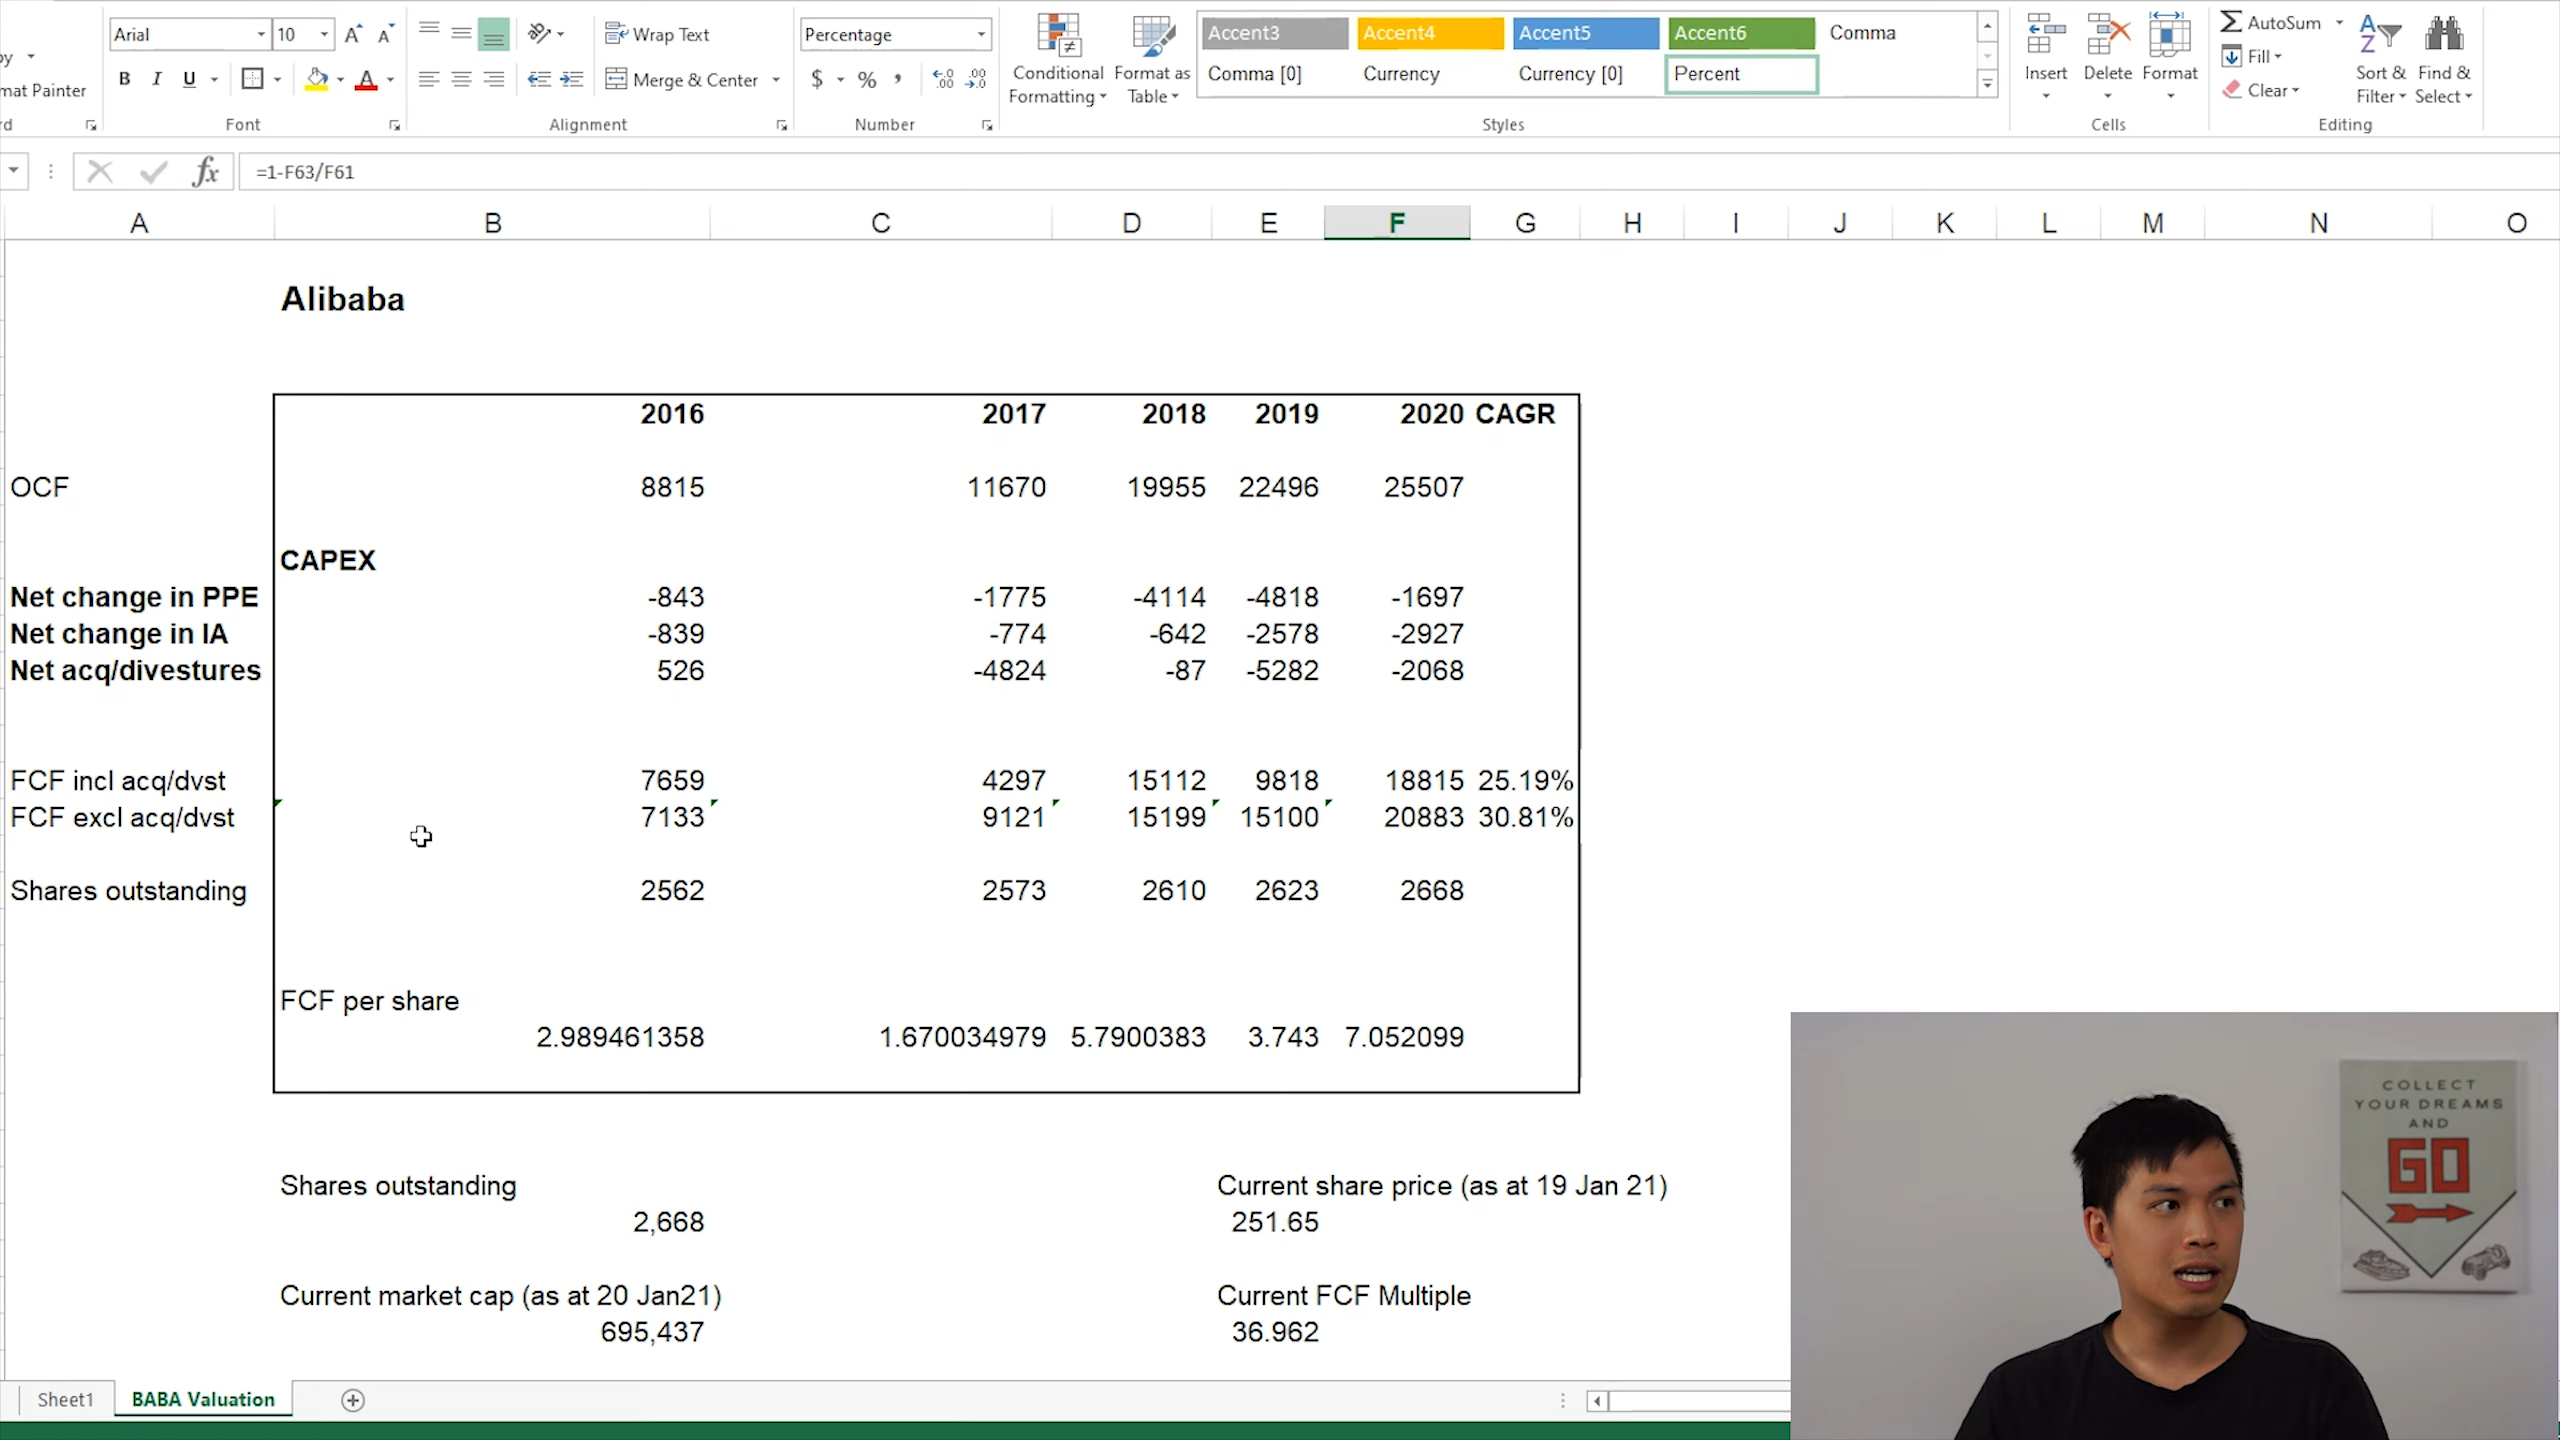 Arial 10 Wrap Text Percentage Accent3 Accent4 Accent5 Accent6 Comma AutoSum
Conditional Formatting Format as Table Comma [0] Currency Currency [0] Percent Insert Delete Format Fill Sort & Filter Find & Select
mat Painter B I U A Merge & Center $ % , Clear
Font Alignment Number Styles Cells Editing
fx =1-F63/F61
A B C D E F G H I J K L M N O
Alibaba
2016 2017 2018 2019 2020 CAGR
OCF 8815 11670 19955 22496 25507
CAPEX
Net change in PPE -843 -1775 -4114 -4818 -1697
Net change in IA -839 -774 -642 -2578 -2927
Net acq/divestures 526 -4824 -87 -5282 -2068
FCF incl acq/dvst 7659 4297 15112 9818 18815 25.19%
FCF excl acq/dvst 7133 9121 15199 15100 20883 30.81%
Shares outstanding 2562 2573 2610 2623 2668
FCF per share
2.989461358 1.670034979 5.7900383 3.743 7.052099
Shares outstanding Current share price (as at 19 Jan 21)
2,668 251.65
Current market cap (as at 20 Jan21) Current FCF Multiple
695,437 36.962
Sheet1 BABA Valuation
COLLECT
YOUR DREAMS
AND
GO